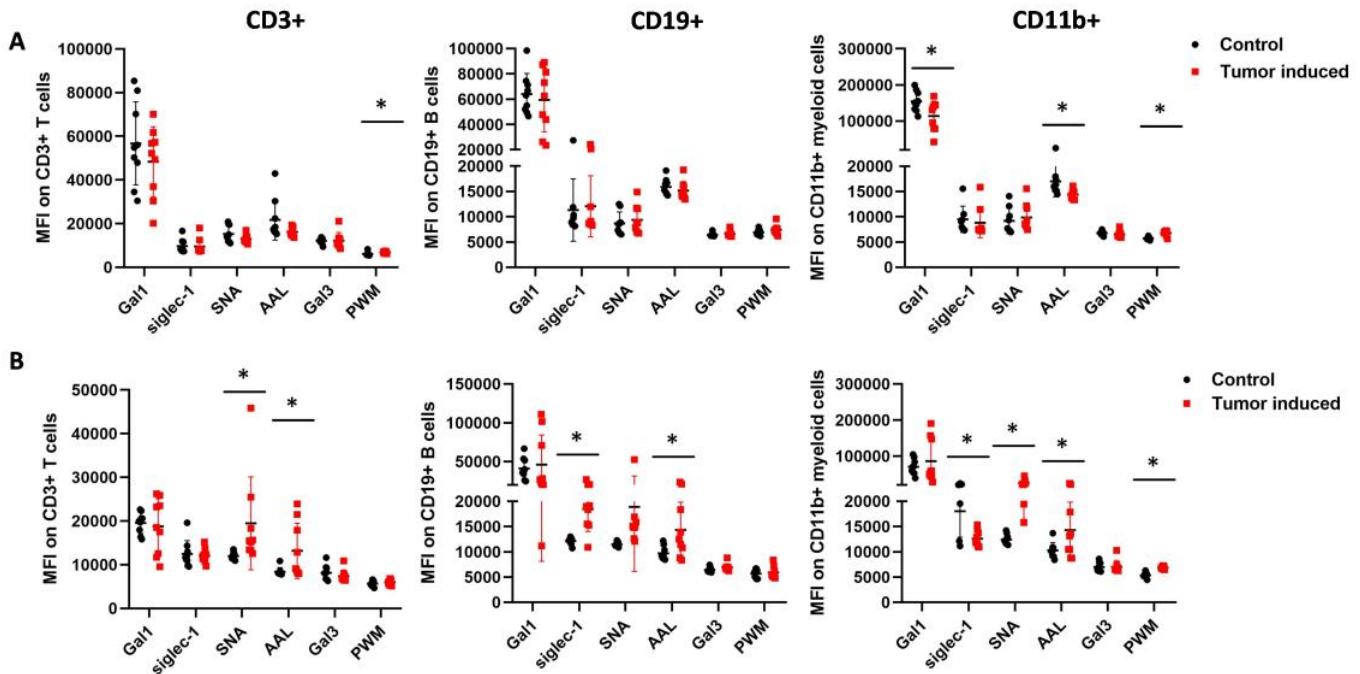 CD3+
CD19+
CD11b+
A
MFI on CD3+ T cells
100000
80000
60000
40000
20000
0
*
Gal1
siglec-1
SNA
AAL
Gal3
PWM
MFI on CD19+ B cells
100000
80000
60000
40000
20000
15000
10000
5000
0
Gal1
siglec-1
SNA
AAL
Gal3
PWM
MFI on CD11b+ myeloid cells
300000
200000
100000
20000
15000
10000
5000
0
*
*
*
Gal1
siglec-1
SNA
AAL
Gal3
PWM
Control
Tumor induced
B
MFI on CD3+ T cells
50000
40000
30000
20000
10000
0
*
*
Gal1
siglec-1
SNA
AAL
Gal3
PWM
MFI on CD19+ B cells
150000
100000
50000
20000
15000
10000
5000
0
*
*
Gal1
siglec-1
SNA
AAL
Gal3
PWM
MFI on CD11b+ myeloid cells
300000
200000
100000
20000
15000
10000
5000
0
*
*
*
*
Gal1
siglec-1
SNA
AAL
Gal3
PWM
Control
Tumor induced